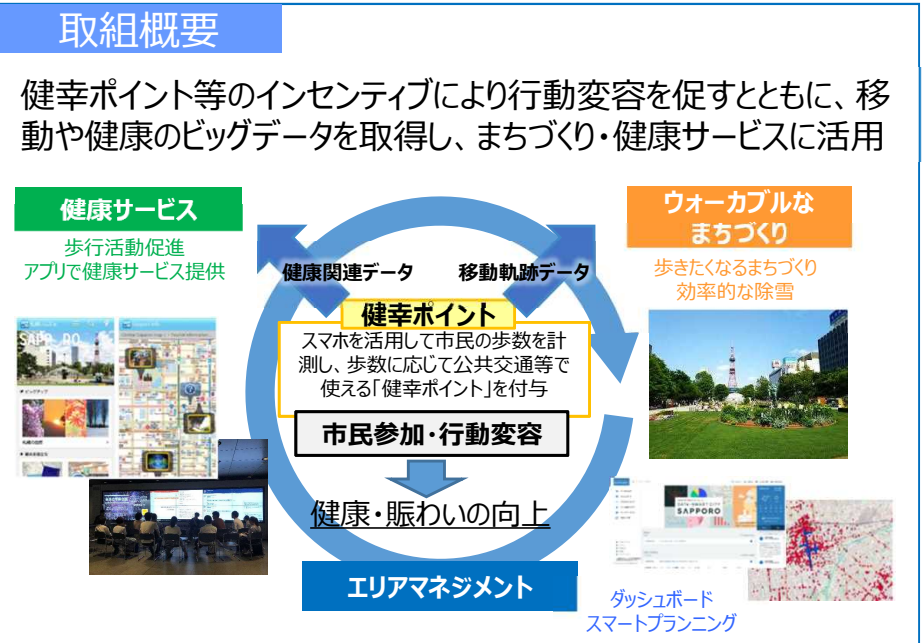 取組概要
健幸ポイント等のインセンティブにより行動変容を促すとともに、移
動や健康のビッグデータを取得し、まちづくり・健康サービスに活用
健康サービス
歩行活動促進
アプリで健康サービス提供
ウォーカブルな
まちづくり
歩きたくなるまちづくり
効率的な除雪
健康関連データ
移動軌跡データ
健幸ポイント
スマホを活用して市民の歩数を計
測し、歩数に応じて公共交通等で
使える「健幸ポイント」を付与
市民参加・行動変容
健康・賑わいの向上
エリアマネジメント
SAPPORO
ダッシュボード
スマートプランニング